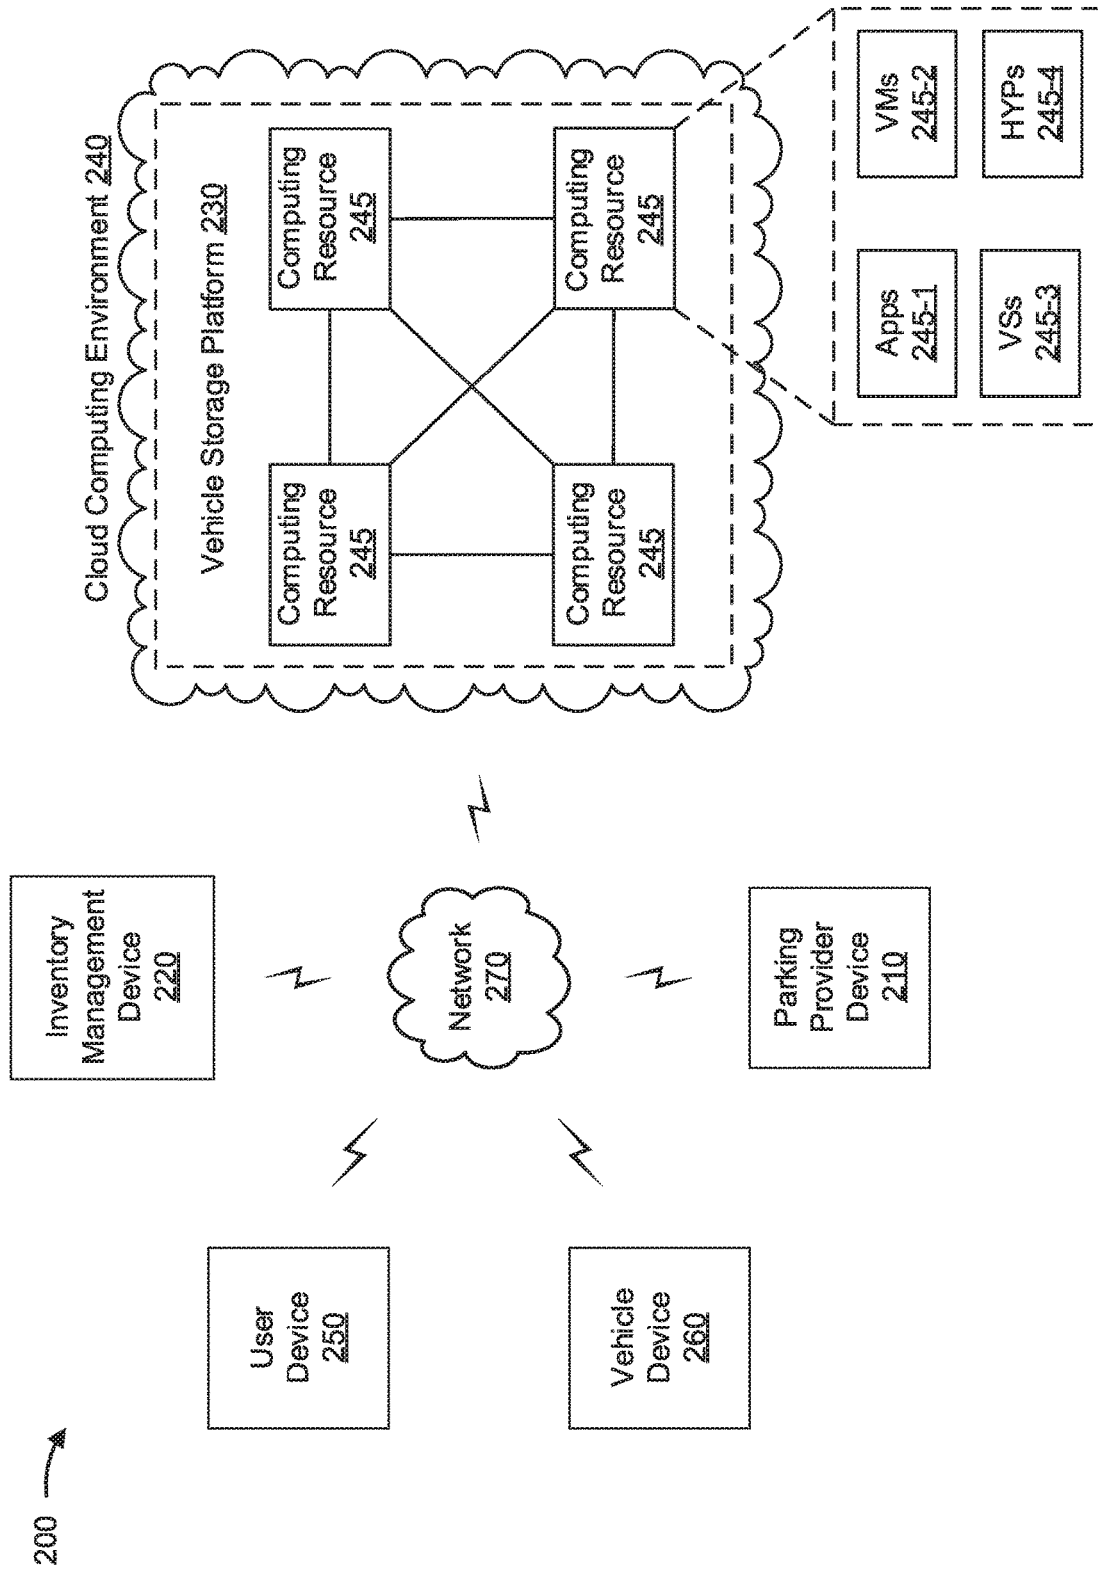 200
Cloud Computing Environment 240
Vehicle Storage Platform 230
Computing
Resource
245
Computing
Resource
245
Computing
Resource
245
Computing
Resource
245
Apps
245-1
VMs
245-2
VSs
245-3
HYPs
245-4
Inventory
Management
Device
220
User
Device
250
Network
270
Vehicle
Device
260
Parking
Provider
Device
210